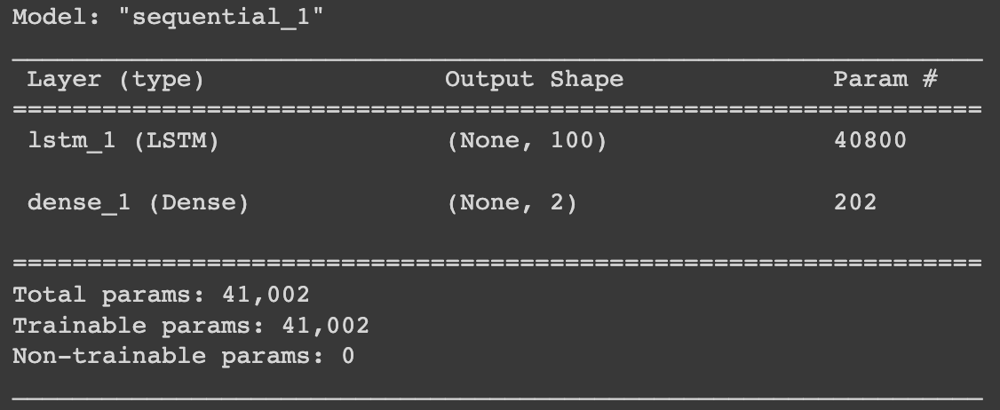 Model: "sequential_1"
_________________________________________________________________
Layer (type) Output Shape Param #
=================================================================
lstm_1 (LSTM) (None, 100) 40800
dense_1 (Dense) (None, 2) 202
=================================================================
Total params: 41,002
Trainable params: 41,002
Non-trainable params: 0
_________________________________________________________________